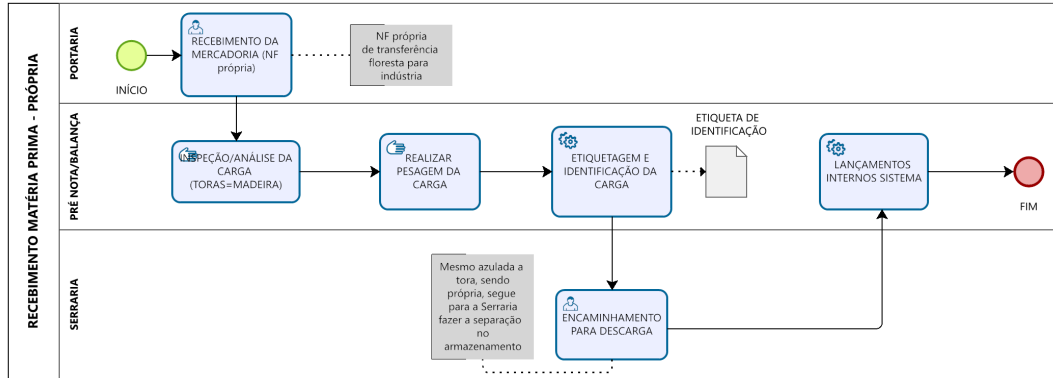 RECEBIMENTO MATÉRIA PRIMA - PRÓPRIA
PORTARIA
INÍCIO
RECEBIMENTO DA
MERCADORIA (NF
própria)
NF própria
de transferência
floresta para
indústria
PRÉ NOTA/BALANÇA
INSPEÇÃO/ANÁLISE DA
CARGA
(TORAS=MADEIRA)
REALIZAR
PESAGEM DA
CARGA
ETIQUETAGEM E
IDENTIFICAÇÃO DA
CARGA
ETIQUETA DE
IDENTIFICAÇÃO
LANÇAMENTOS
INTERNOS SISTEMA
FIM
SERRARIA
Mesmo azulada a
tora, sendo
própria, segue
para a Serraria
fazer a separação
no
armazenamento
ENCAMINHAMENTO
PARA DESCARGA